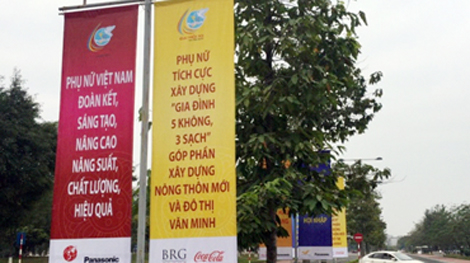 PHỤ NỮ VIỆT NAM
ĐOÀN KẾT,
SÁNG TẠO,
NÂNG CAO
NĂNG SUẤT,
CHẤT LƯỢNG,
HIỆU QUẢ
Panasonic
PHỤ NỮ
TÍCH CỰC
XÂY DỰNG
"GIA ĐÌNH
5 KHÔNG,
3 SẠCH"
GÓP PHẦN
XÂY DỰNG
NÔNG THÔN MỚI
VÀ ĐÔ THỊ
VĂN MINH
BRG
Coca-Cola
HỘI NHẬP